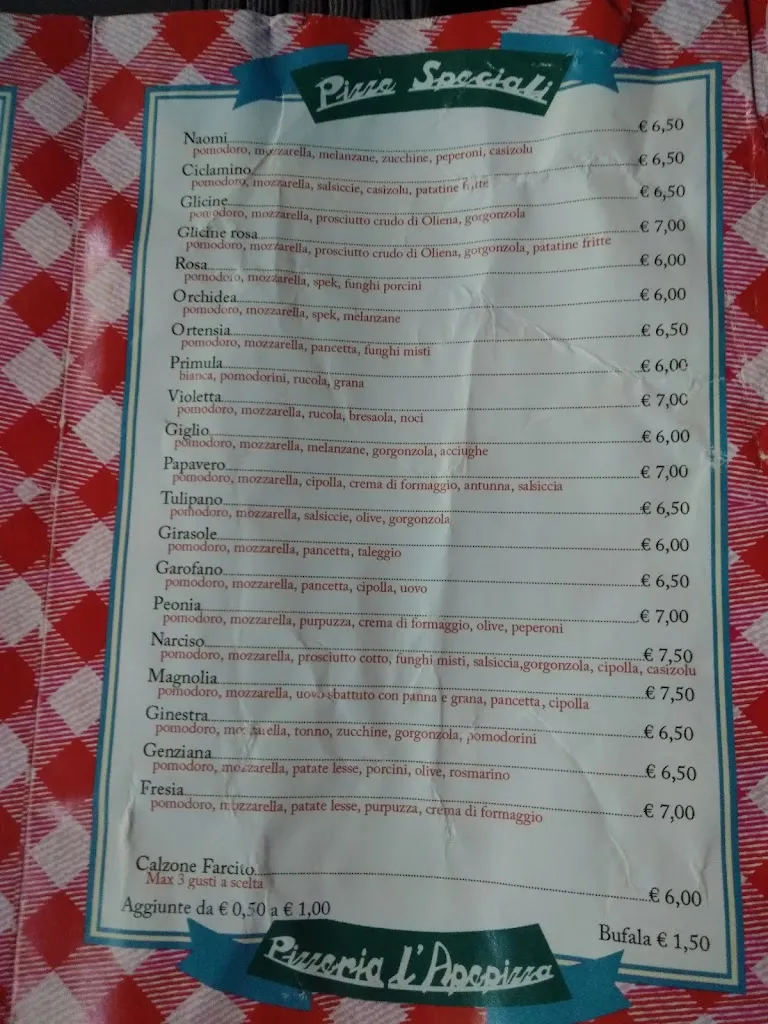 Pizze Speciali
Naomi € 6,50
pomodoro, mozzarella, melanzane, zucchine, peperoni, casizolu
Ciclamino € 6,50
pomodoro, mozzarella, salsiccie, casizolu, patatine fritte
Glicine € 6,50
pomodoro, mozzarella, prosciutto crudo di Oliena, gorgonzola
Glicine rosa € 7,00
pomodoro, mozzarella, prosciutto crudo di Oliena, gorgonzola, patatine fritte
Rosa € 6,00
pomodoro, mozzarella, spek, funghi porcini
Orchidea € 6,00
pomodoro, mozzarella, spek, melanzane
Ortensia € 6,50
pomodoro, mozzarella, pancetta, funghi misti
Primula € 6,00
bianca, pomodorini, rucola, grana
Violetta € 7,00
pomodoro, mozzarella, rucola, bresaola, noci
Giglio € 6,00
pomodoro, mozzarella, melanzane, gorgonzola, acciughe
Papavero € 7,00
pomodoro, mozzarella, cipolla, crema di formaggio, antunna, salsiccia
Tulipano € 6,50
pomodoro, mozzarella, salsiccie, olive, gorgonzola
Girasole € 6,00
pomodoro, mozzarella, pancetta, taleggio
Garofano € 6,50
pomodoro, mozzarella, pancetta, cipolla, uovo
Peonia € 7,00
pomodoro, mozzarella, purpuzza, crema di formaggio, olive, peperoni
Narciso € 7,50
pomodoro, mozzarella, prosciutto cotto, funghi misti, salsiccia,gorgonzola, cipolla, casizolu
Magnolia € 7,50
pomodoro, mozzarella, uovo sbattuto con panna e grana, pancetta, cipolla
Ginestra € 6,50
pomodoro, mozzarella, tonno, zucchine, gorgonzola, pomodorini
Genziana € 6,50
pomodoro, mozzarella, patate lesse, porcini, olive, rosmarino
Fresia € 7,00
pomodoro, mozzarella, patate lesse, purpuzza, crema di formaggio
Calzone Farcito € 6,00
Max 3 gusti a scelta
Aggiunte da € 0,50 a € 1,00
Bufala € 1,50
Pizzeria l'Apepizza